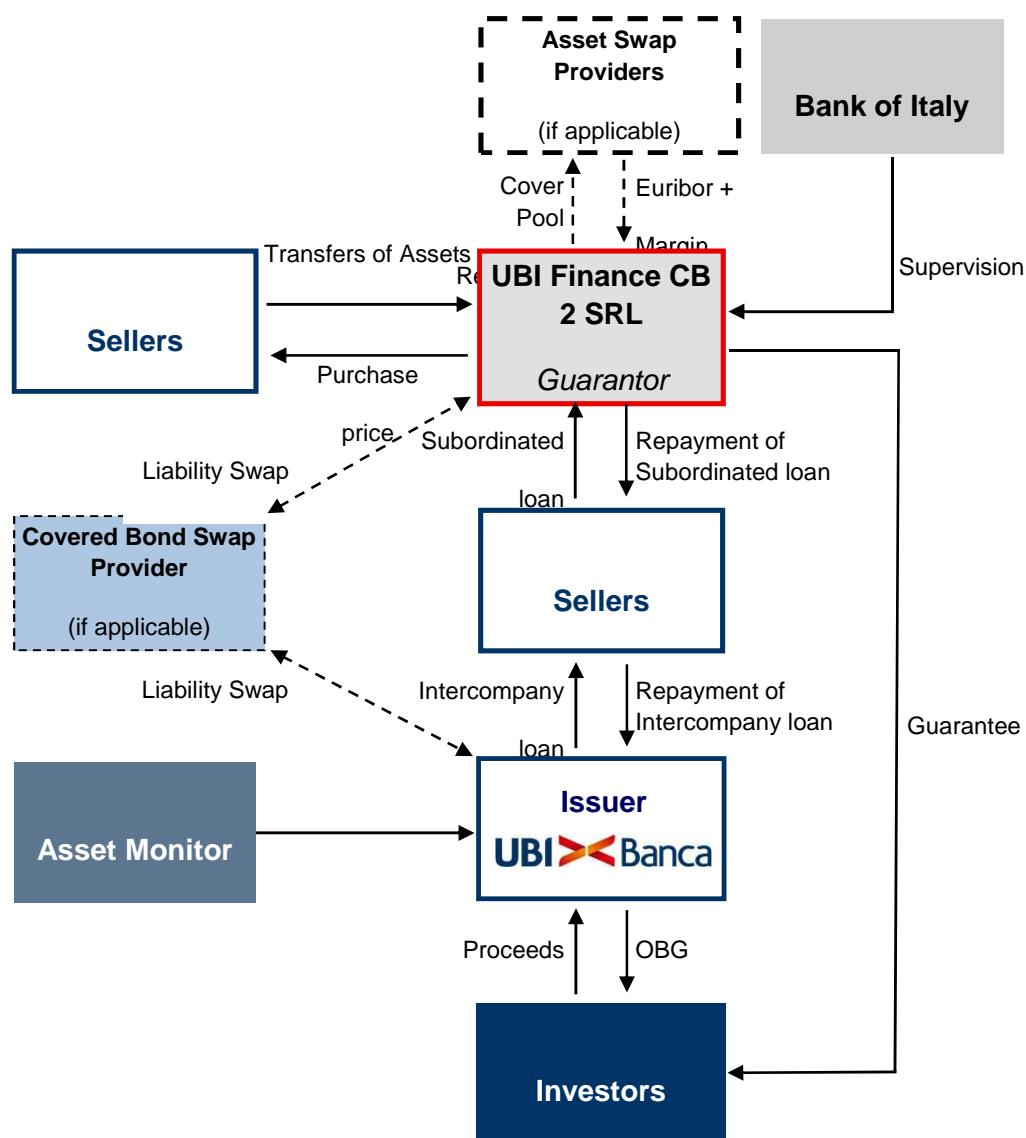 Asset Swap
Providers
(if applicable)
Bank of Italy
Cover
Pool
Euribor +
Margin
Transfers of Assets
Re
UBI Finance CB
2 SRL
Guarantor
Supervision
Sellers
Purchase
price
Liability Swap
Subordinated
loan
Repayment of
Subordinated loan
Covered Bond Swap
Provider
(if applicable)
Sellers
Liability Swap
Intercompany
loan
Repayment of
Intercompany loan
Guarantee
Asset Monitor
Issuer
UBI Banca
Proceeds
OBG
Investors